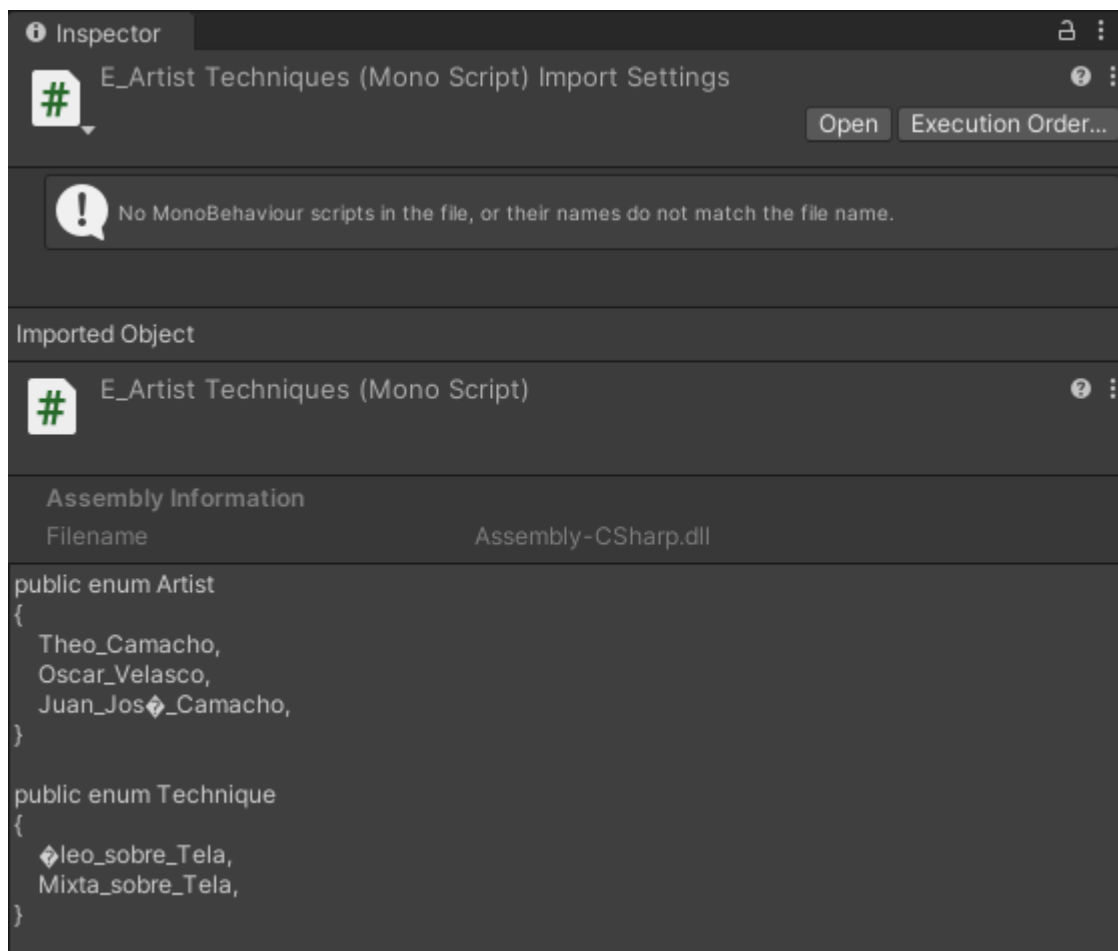 Inspector
E_Artist Techniques (Mono Script) Import Settings
Open Execution Order...
No MonoBehaviour scripts in the file, or their names do not match the file name.
Imported Object
E_Artist Techniques (Mono Script)
Assembly Information
Filename Assembly-CSharp.dll
public enum Artist
{
Theo_Camacho,
Oscar_Velasco,
Juan_Jos�_Camacho,
}
public enum Technique
{
�leo_sobre_Tela,
Mixta_sobre_Tela,
}